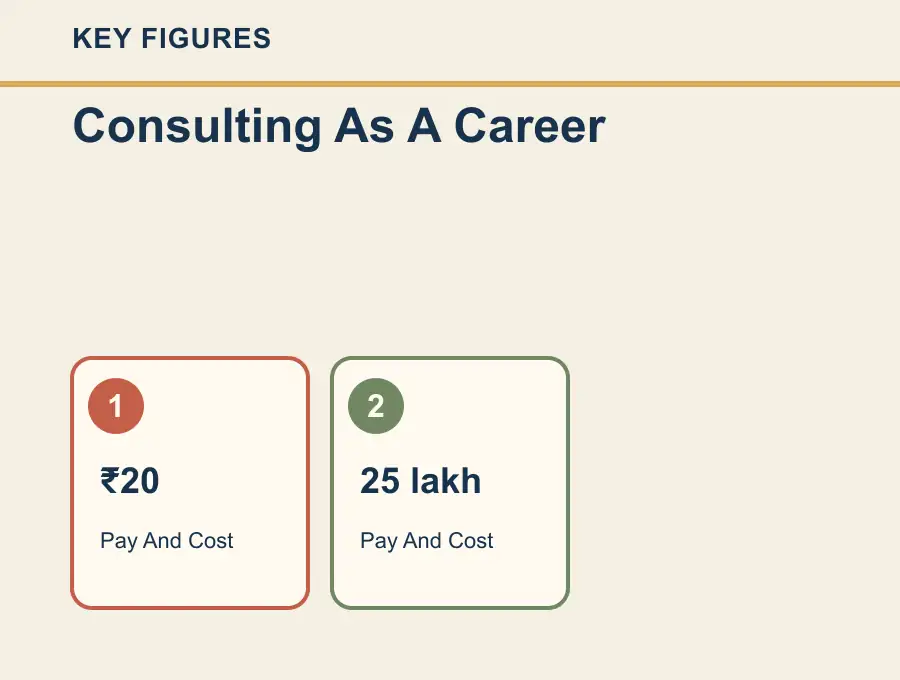 KEY FIGURES
Consulting As A Career
1
₹20
Pay And Cost
2
25 lakh
Pay And Cost